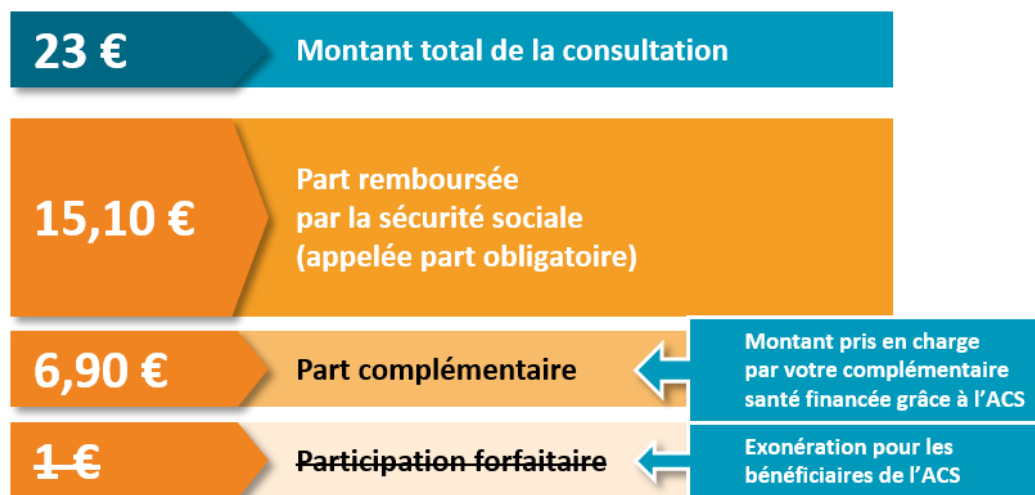 23 €
Montant total de la consultation
15,10 €
Part remboursée
par la sécurité sociale
(appelée part obligatoire)
6,90 €
Part complémentaire
Montant pris en charge
par votre complémentaire
santé financée grâce à l'ACS
1 €
Participation forfaitaire
Exonération pour les
bénéficiaires de l'ACS